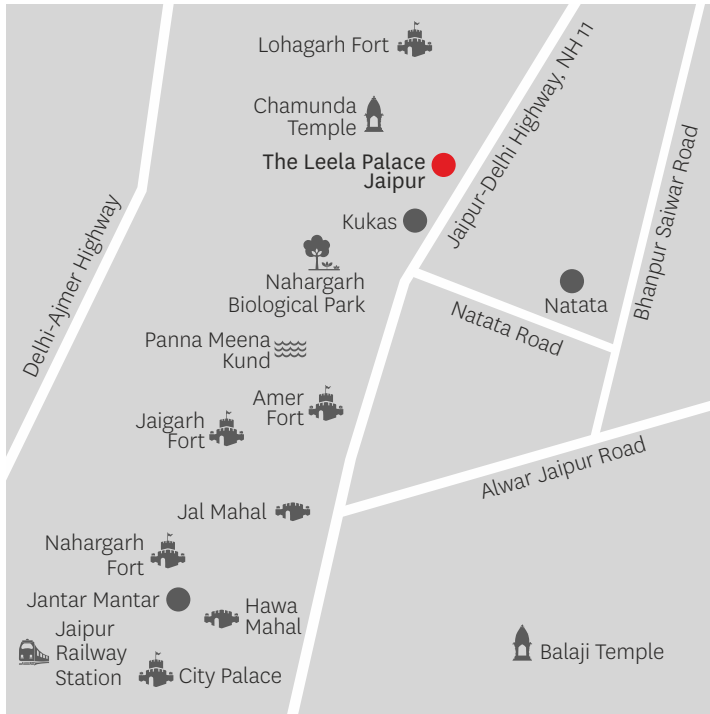 Lohagarh Fort
Chamunda
Temple
The Leela Palace
Jaipur
Kukas
Jaipur-Delhi Highway, NH 11
Bhanpur Saiwar Road
Delhi-Ajmer Highway
Nahargarh
Biological Park
Natata
Natata Road
Panna Meena
Kund
Amer
Fort
Jaigarh
Fort
Alwar Jaipur Road
Jal Mahal
Nahargarh
Fort
Jantar Mantar
Hawa
Mahal
Jaipur
Railway
Station
City Palace
Balaji Temple